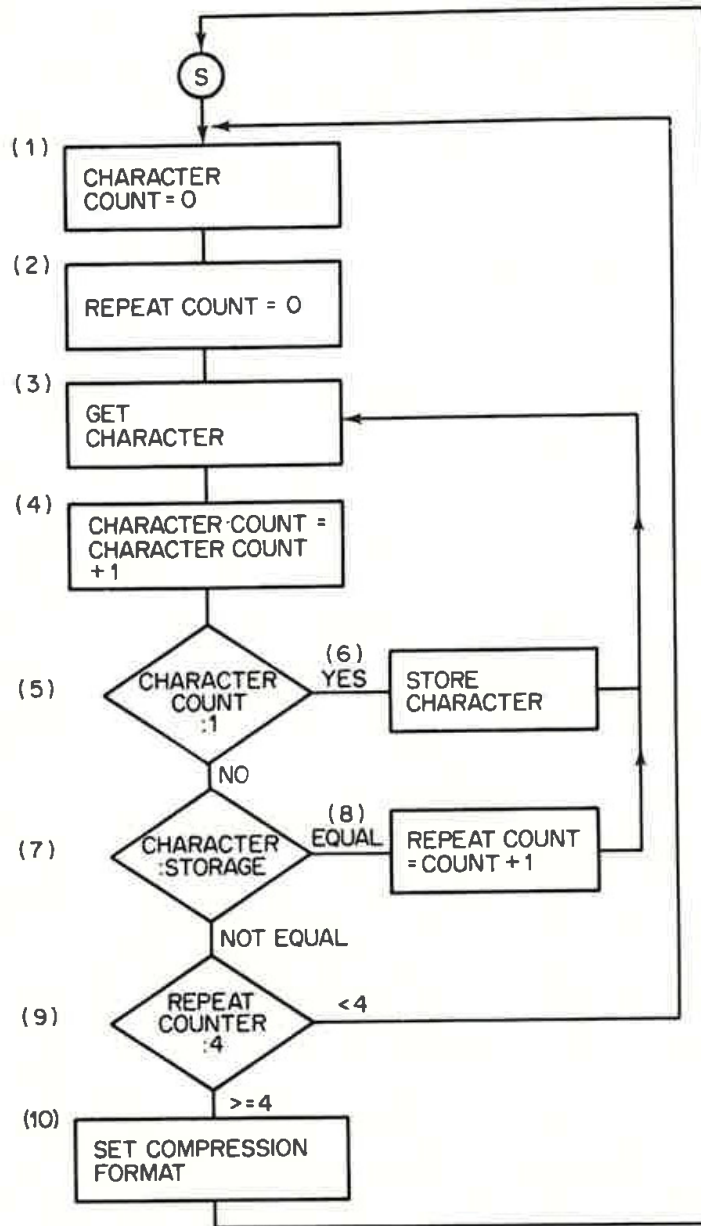 S
(1)
CHARACTER
COUNT = 0
(2)
REPEAT COUNT = 0
(3)
GET
CHARACTER
(4)
CHARACTER COUNT =
CHARACTER COUNT
+1
(5)
CHARACTER
COUNT
:1
(6)
YES
STORE
CHARACTER
NO
(7)
CHARACTER
:STORAGE
(8)
EQUAL
REPEAT COUNT
= COUNT +1
NOT EQUAL
(9)
REPEAT
COUNTER
:4
<4
>=4
(10)
SET COMPRESSION
FORMAT